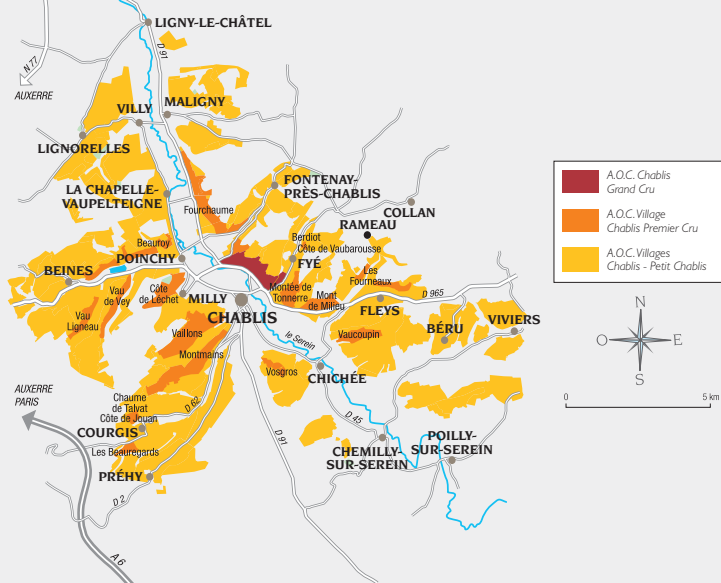 LIGNY-LE-CHÂTEL
D 91
N 77
AUXERRE
VILLY
MALIGNY
LIGNORELLES
LA CHAPELLE-
VAUPELTEIGNE
Fourchaume
FONTENAY-
PRÈS-CHABLIS
COLLAN
RAMEAU
Beauroy
POINCHY
Berdiot
Côte de Vaubarousse
FYÉ
BEINES
Vau
de Vey
Côte
de Léchet
MILLY
Montée de
Tonnerre
Mont
de Milieu
Les
Fourneaux
D 965
Vau
Ligneau
CHABLIS
FLEYS
BÉRU
VIVIERS
Vaillons
Montmains
le Serein
Vaucoupin
Vosgros
CHICHÉE
AUXERRE
PARIS
Chaume
de Talvat
Côte de Jouan
D 62
COURGIS
Les Beauregards
PRÉHY
D 2
A 6
D 91
D 45
CHEMILLY-
SUR-SEREIN
POILLY-
SUR-SEREIN
A.O.C. Chablis
Grand Cru
A.O.C. Village
Chablis Premier Cru
A.O.C. Villages
Chablis - Petit Chablis
N
O
E
S
0
5 km